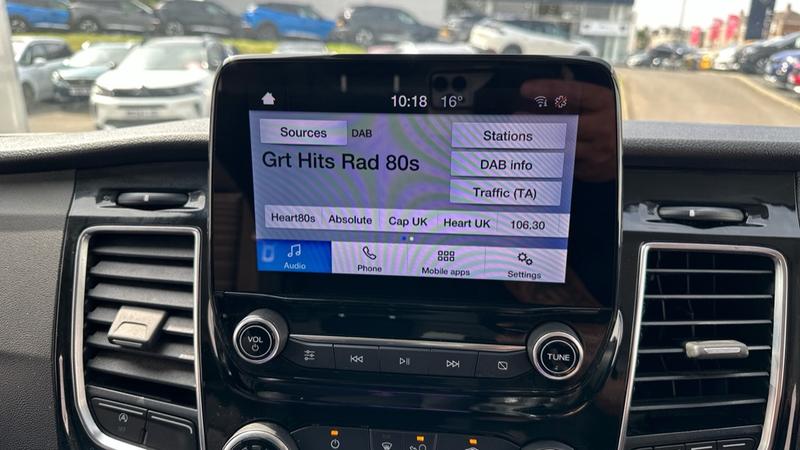 10:18 16°
Sources DAB
Stations
Grt Hits Rad 80s
DAB info
Traffic (TA)
Heart80s Absolute Cap UK Heart UK 106.30
Audio Phone Mobile apps Settings
VOL
TUNE